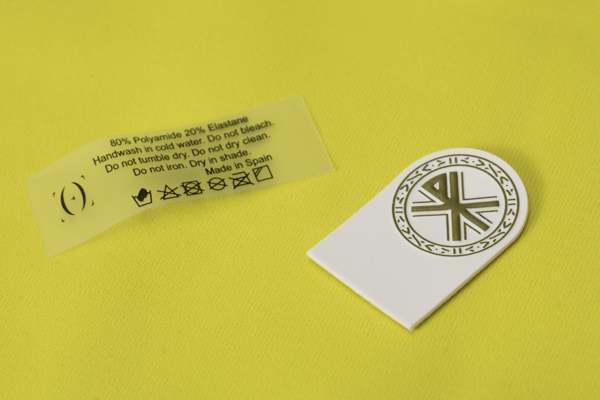 80% Polyamide 20% Elastane
Handwash in cold water. Do not bleach.
Do not tumble dry. Do not dry clean.
Do not iron. Dry in shade.
Made in Spain